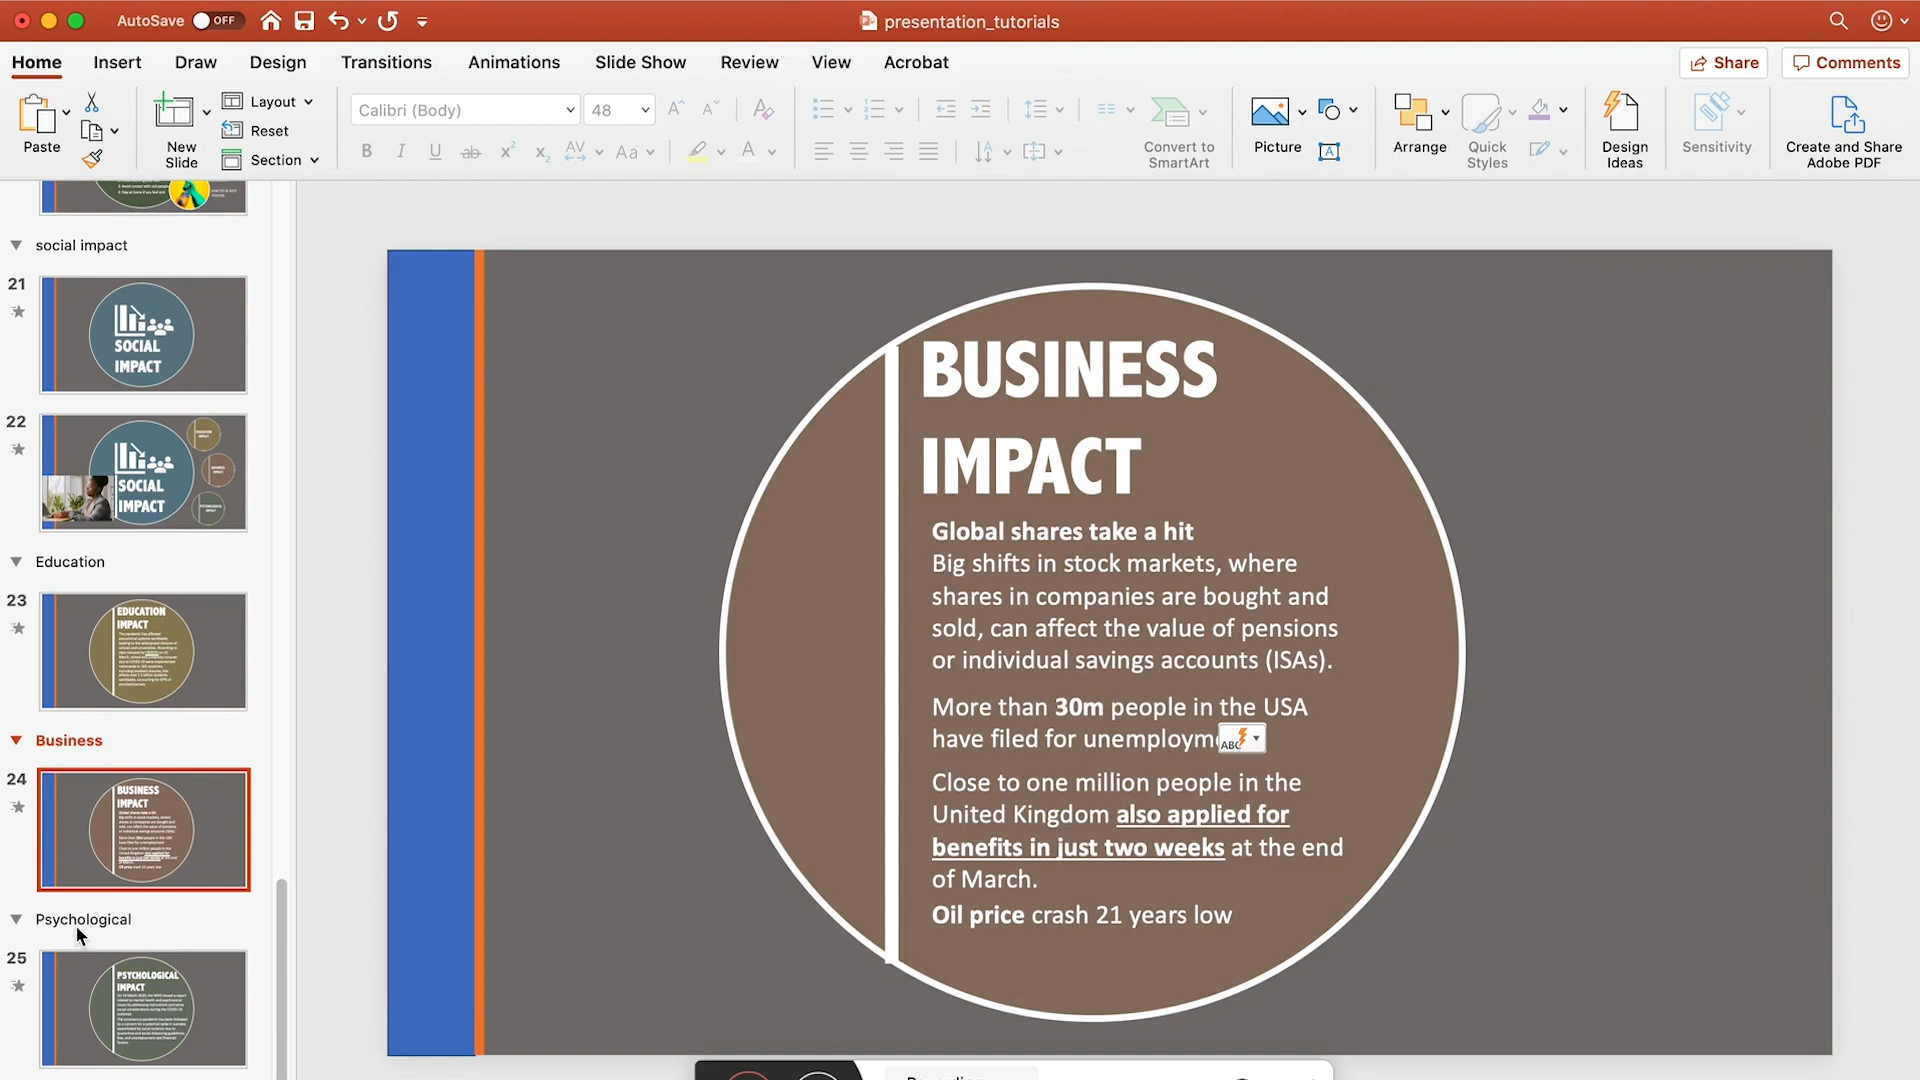 AutoSave OFF presentation_tutorials
Home Insert Draw Design Transitions Animations Slide Show Review View Acrobat Share Comments
Paste
New
Slide
Layout
Reset
Section
Calibri (Body) 48
B I U ab x² x₂ AV Aa A
Convert to
SmartArt
Picture
Arrange
Quick
Styles
Design
Ideas
Sensitivity
Create and Share
Adobe PDF
social impact
21
SOCIAL
IMPACT
22
SOCIAL
IMPACT
Education
23
EDUCATION
IMPACT
Business
24
BUSINESS
IMPACT
Psychological
25
PSYCHOLOGICAL
IMPACT
BUSINESS
IMPACT
Global shares take a hit
Big shifts in stock markets, where
shares in companies are bought and
sold, can affect the value of pensions
or individual savings accounts (ISAs).
More than 30m people in the USA
have filed for unemploym
ABC
Close to one million people in the
United Kingdom also applied for
benefits in just two weeks at the end
of March.
Oil price crash 21 years low